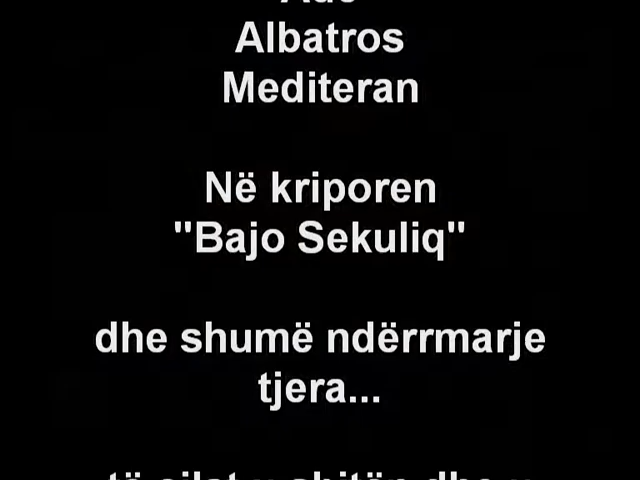 Albatros
Mediteran
Në kriporen
"Bajo Sekuliq"
dhe shumë ndërrmarje
tjera...